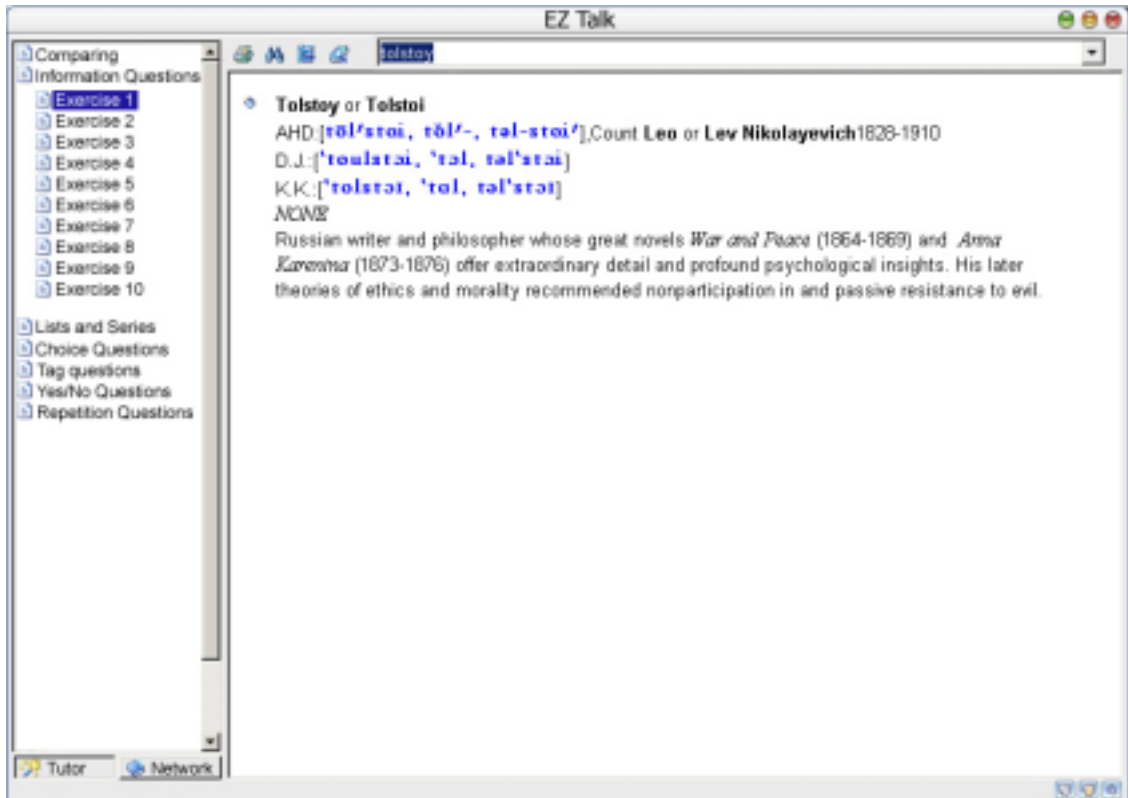 EZ Talk
Comparing
Information Questions
Exercise 1
Exercise 2
Exercise 3
Exercise 4
Exercise 5
Exercise 6
Exercise 7
Exercise 8
Exercise 9
Exercise 10
Lists and Series
Choice Questions
Tag questions
Yes/No Questions
Repetition Questions
Tutor Network
tolstoy
Tolstoy or Tolstoi
AHD:[tōl′stoi, tŏl′-, təl-stoi′],Count Leo or Lev Nikolayevich1828-1910
D.J.:[ˈtəulstɔi, ˈtɔl, təlˈstɔi]
K.K.:[ˈtolstɔɪ, ˈtɑl, təlˈstɔɪ]
NONE
Russian writer and philosopher whose great novels War and Peace (1864-1869) and Anna
Karenina (1873-1876) offer extraordinary detail and profound psychological insights. His later
theories of ethics and morality recommended nonparticipation in and passive resistance to evil.